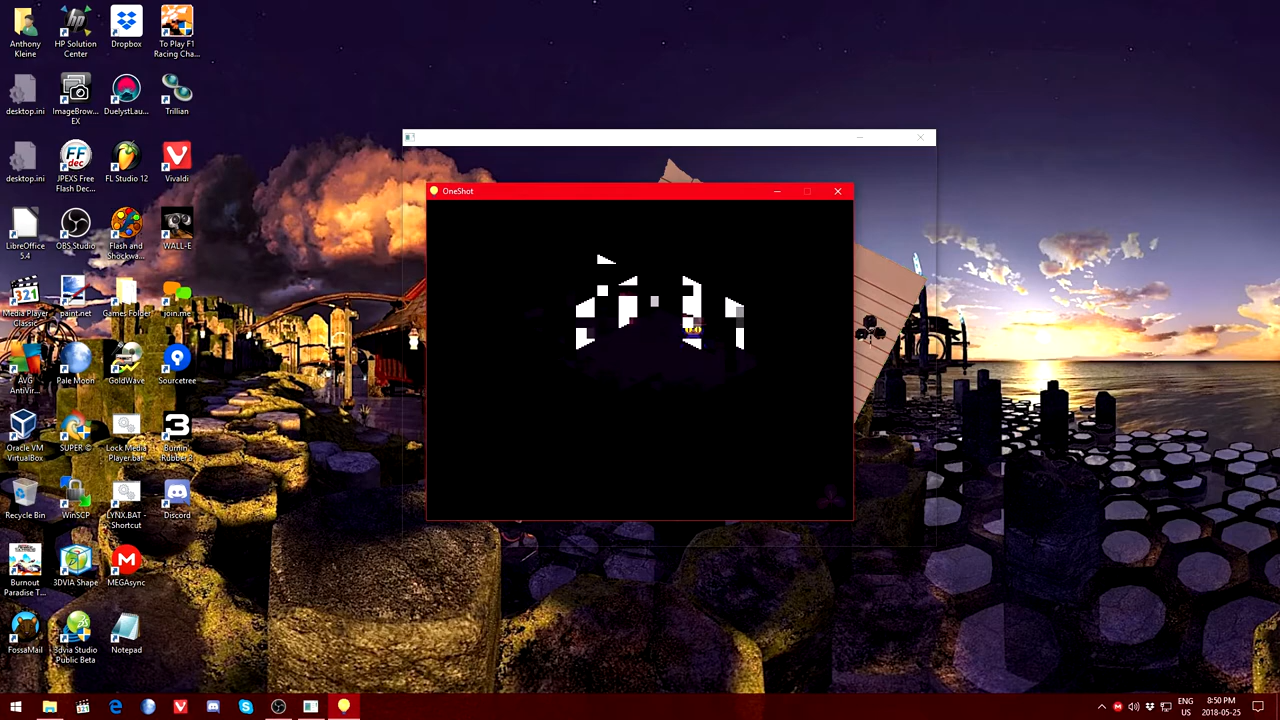 Anthony
Kleine
HP Solution
Center
Dropbox
To Play F1
Racing Cha...
desktop.ini
ImageBrow...
EX
DuelystLau...
Trillian
desktop.ini
FF
dec
JPEXS Free
Flash Dec...
FL Studio 12
Vivaldi
LibreOffice
5.4
OBS Studio
Flash and
Shockwa...
WALL-E
321
Media Player
Classic
paint.net
Games Folder
join.me
AVG
AntiVir...
Pale Moon
GoldWave
Sourcetree
Oracle VM
VirtualBox
SUPER ©
Lock Media
Player.bat
3
Burnin'
Rubber 3
Recycle Bin
WinSCP
LYNX.BAT -
Shortcut
Discord
Burnout
Paradise T...
3DVIA Shape
MEGAsync
FossaMail
3dvia Studio
Public Beta
Notepad
OneShot
ENG
US
8:50 PM
2018-05-25